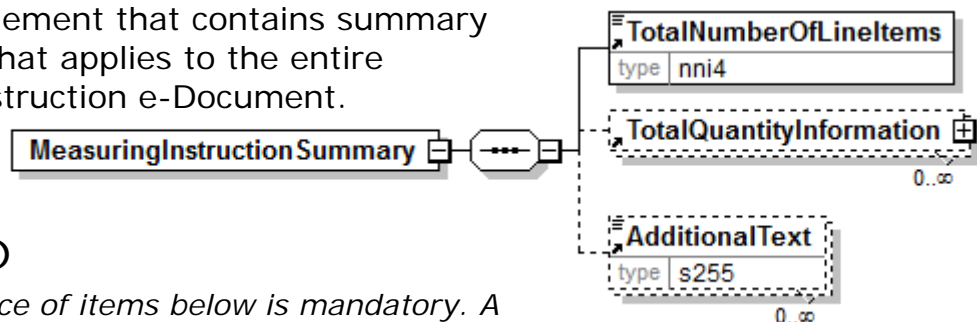 ement that contains summary
hat applies to the entire
struction e-Document.
MeasuringInstructionSummary
TotalNumberOfLineItems
type nni4
TotalQuantityInformation
0..∞
AdditionalText
type s255
0..∞
ce of items below is mandatory. A